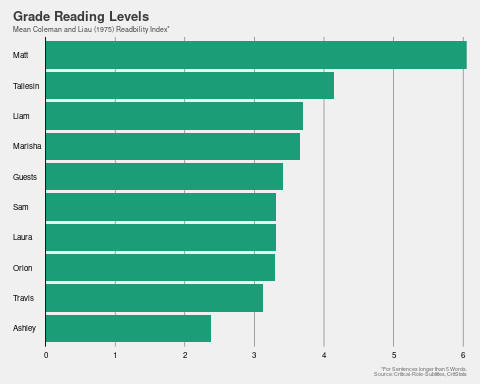 Grade Reading Levels
Mean Coleman and Liau (1975) Readbility Index*
Matt
Taliesin
Liam
Marisha
Guests
Sam
Laura
Orion
Travis
Ashley
0 1 2 3 4 5 6
*For Sentences longer than 5 Words.
Source: Critical-Role-Subtitles, CritStats